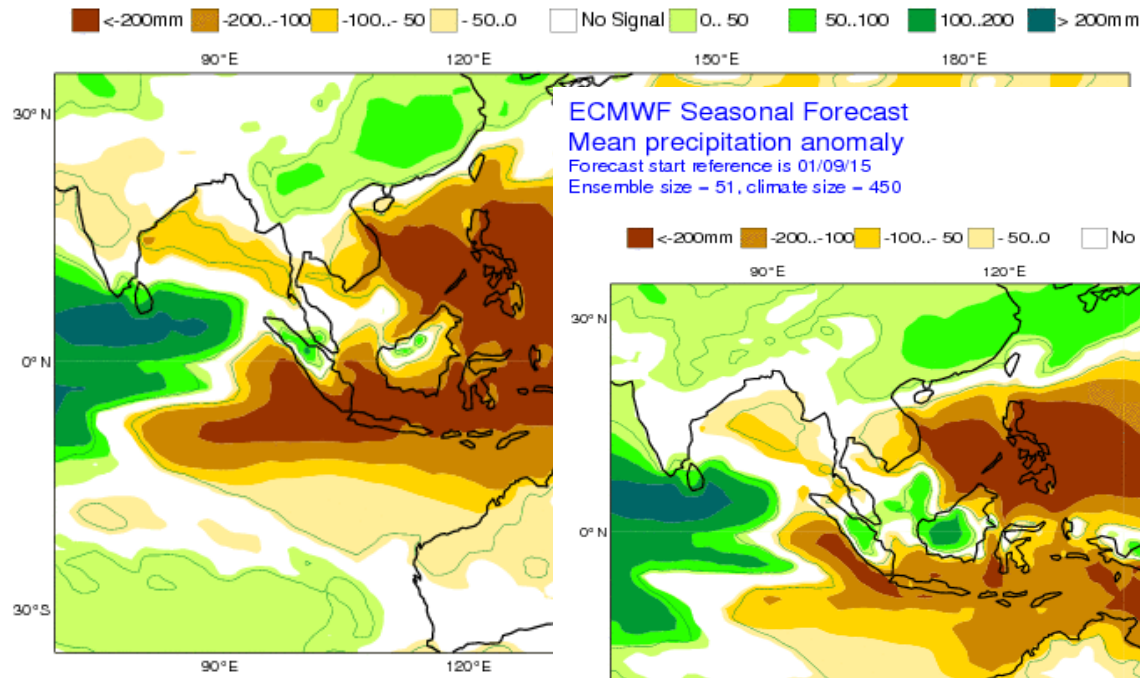 <-200mm -200..-100 -100..- 50 - 50..0 No Signal 0.. 50 50..100 100..200 > 200mm
90°E 120°E 150°E 180°E
30°N
ECMWF Seasonal Forecast
Mean precipitation anomaly
Forecast start reference is 01/09/15
Ensemble size = 51, climate size = 450
<-200mm -200..-100 -100..- 50 - 50..0 No
90°E 120°E
30°N
0°N
0°N
30°S
90°E 120°E